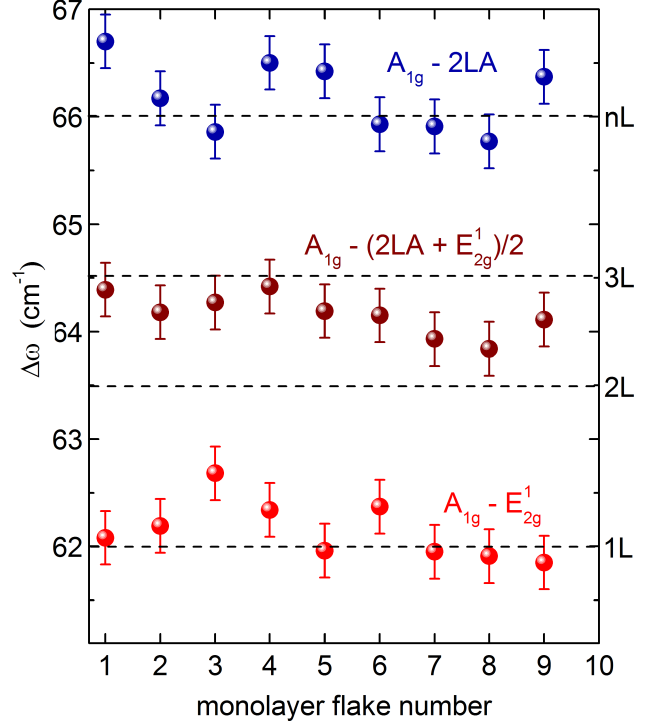 67
66
65
64
63
62
Δω (cm⁻¹)
A₁g - 2LA
nL
A₁g - (2LA + E¹₂g)/2
3L
2L
A₁g - E¹₂g
1L
1 2 3 4 5 6 7 8 9 10
monolayer flake number